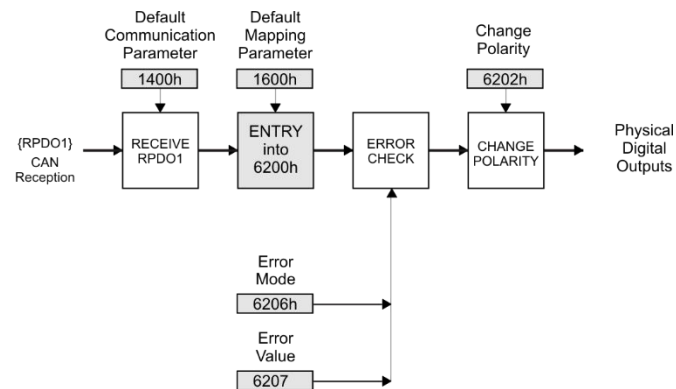 Default
Communication
Parameter
1400h
Default
Mapping
Parameter
1600h
Change
Polarity
6202h
{RPDO1}
CAN
Reception
RECEIVE
RPDO1
ENTRY
into
6200h
ERROR
CHECK
CHANGE
POLARITY
Physical
Digital
Outputs
Error
Mode
6206h
Error
Value
6207